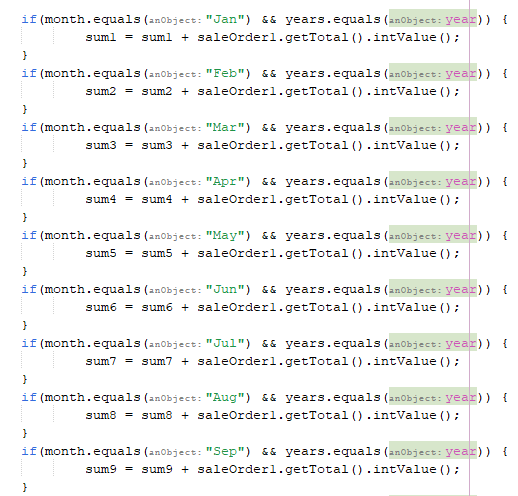 if(month.equals(anObject: "Jan") && years.equals(anObject: year)) {
sum1 = sum1 + saleOrder1.getTotal().intValue();
}
if(month.equals(anObject: "Feb") && years.equals(anObject: year)) {
sum2 = sum2 + saleOrder1.getTotal().intValue();
}
if(month.equals(anObject: "Mar") && years.equals(anObject: year)) {
sum3 = sum3 + saleOrder1.getTotal().intValue();
}
if(month.equals(anObject: "Apr") && years.equals(anObject: year)) {
sum4 = sum4 + saleOrder1.getTotal().intValue();
}
if(month.equals(anObject: "May") && years.equals(anObject: year)) {
sum5 = sum5 + saleOrder1.getTotal().intValue();
}
if(month.equals(anObject: "Jun") && years.equals(anObject: year)) {
sum6 = sum6 + saleOrder1.getTotal().intValue();
}
if(month.equals(anObject: "Jul") && years.equals(anObject: year)) {
sum7 = sum7 + saleOrder1.getTotal().intValue();
}
if(month.equals(anObject: "Aug") && years.equals(anObject: year)) {
sum8 = sum8 + saleOrder1.getTotal().intValue();
}
if(month.equals(anObject: "Sep") && years.equals(anObject: year)) {
sum9 = sum9 + saleOrder1.getTotal().intValue();
}